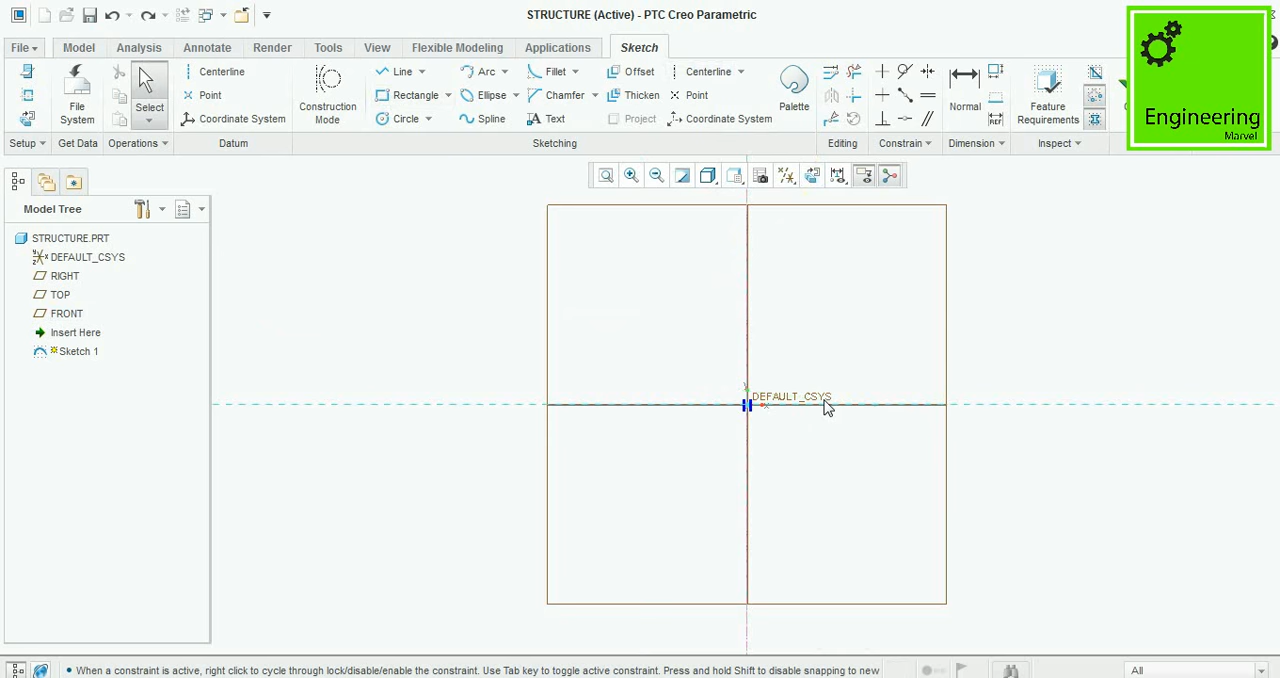 STRUCTURE (Active) - PTC Creo Parametric
File Model Analysis Annotate Render Tools View Flexible Modeling Applications Sketch
File System
Select
Centerline
Point
Coordinate System
Construction Mode
Line Arc Fillet Offset Centerline
Rectangle Ellipse Chamfer Thicken Point
Circle Spline Text Project Coordinate System
Palette
Normal
Feature Requirements
Setup Get Data Operations Datum Sketching Editing Constrain Dimension Inspect
Engineering
Marvel
Model Tree
STRUCTURE.PRT
DEFAULT_CSYS
RIGHT
TOP
FRONT
Insert Here
Sketch 1
DEFAULT_CSYS
When a constraint is active, right click to cycle through lock/disable/enable the constraint. Use Tab key to toggle active constraint. Press and hold Shift to disable snapping to new
All